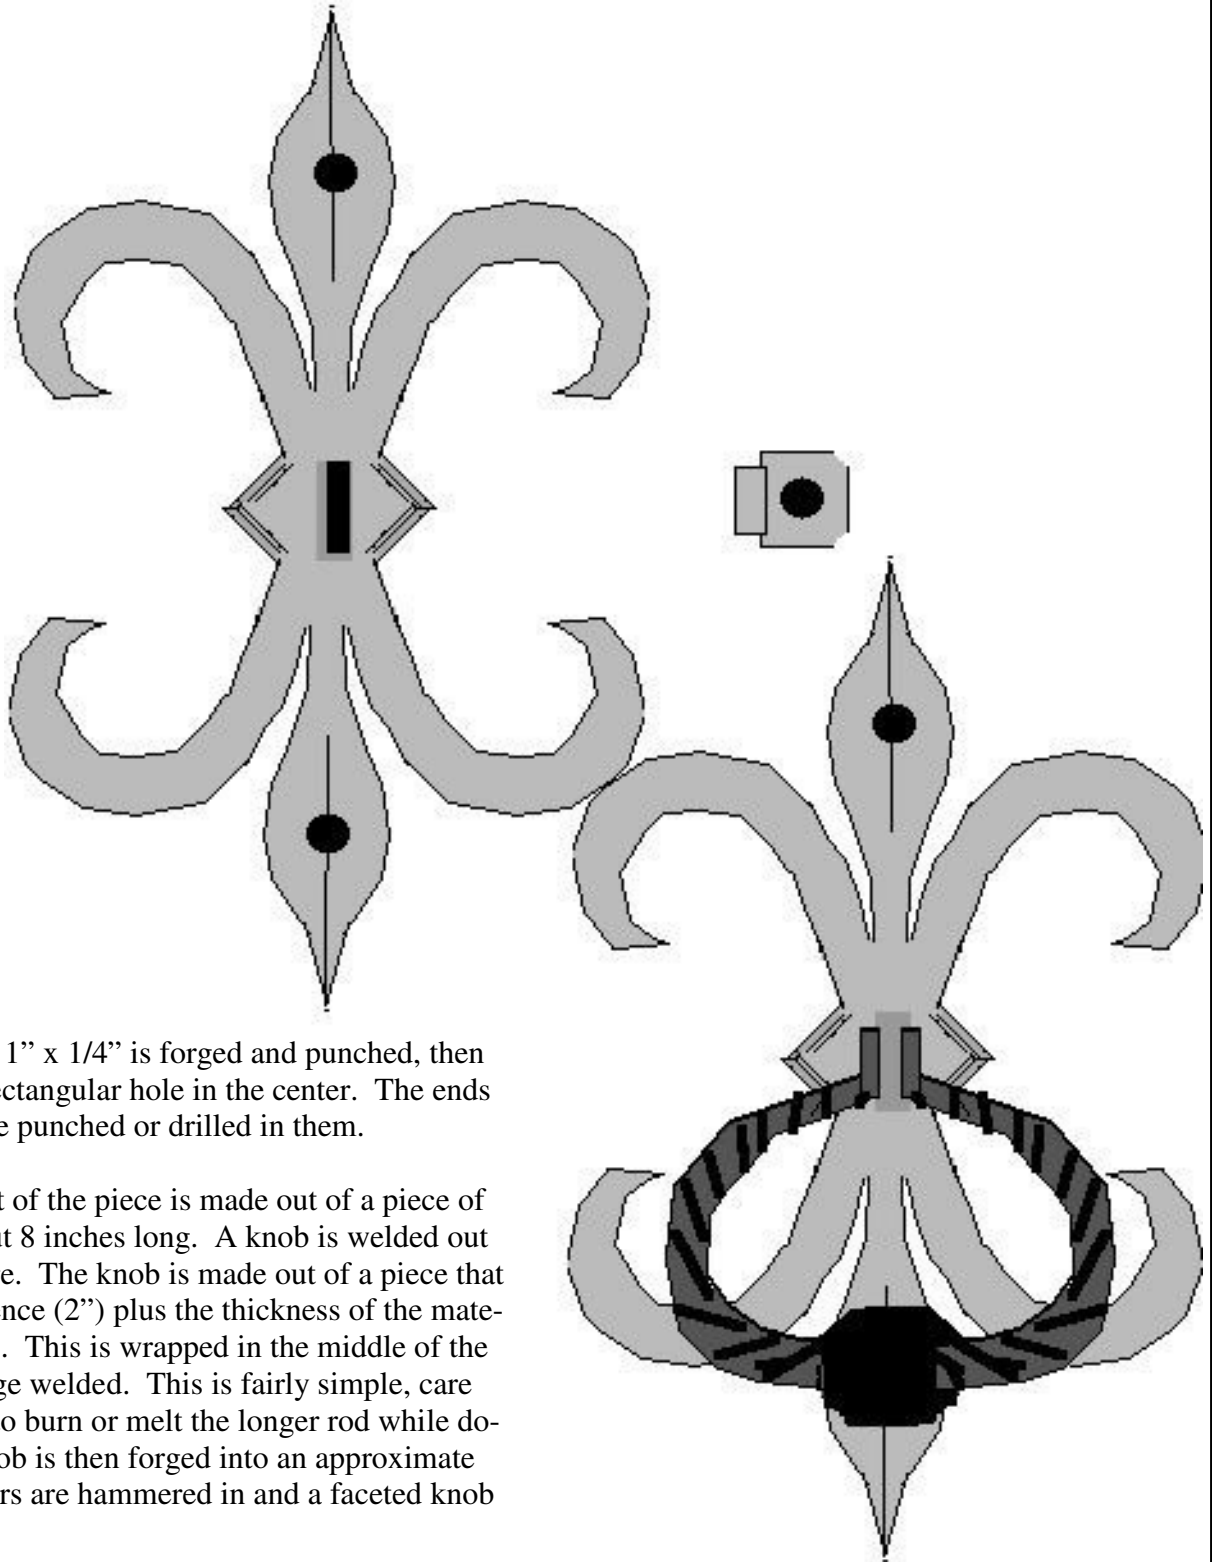 1” x 1/4” is forged and punched, then
ectangular hole in the center. The ends
e punched or drilled in them.
t of the piece is made out of a piece of
ut 8 inches long. A knob is welded out
e. The knob is made out of a piece that
ence (2”) plus the thickness of the mate-
. This is wrapped in the middle of the
ge welded. This is fairly simple, care
o burn or melt the longer rod while do-
ob is then forged into an approximate
rs are hammered in and a faceted knob